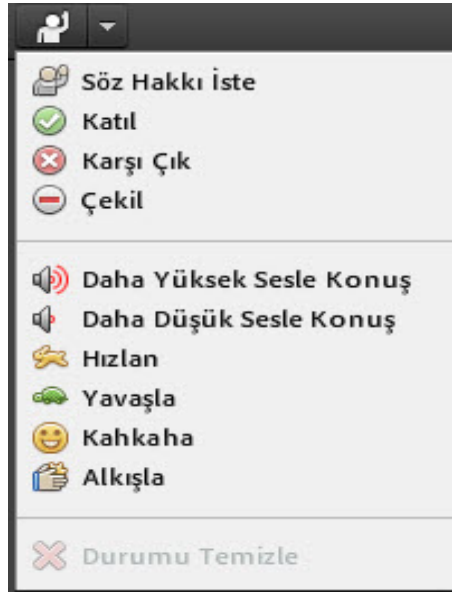 Söz Hakkı İste
Katıl
Karşı Çık
Çekil
Daha Yüksek Sesle Konuş
Daha Düşük Sesle Konuş
Hızlan
Yavaşla
Kahkaha
Alkışla
Durumu Temizle